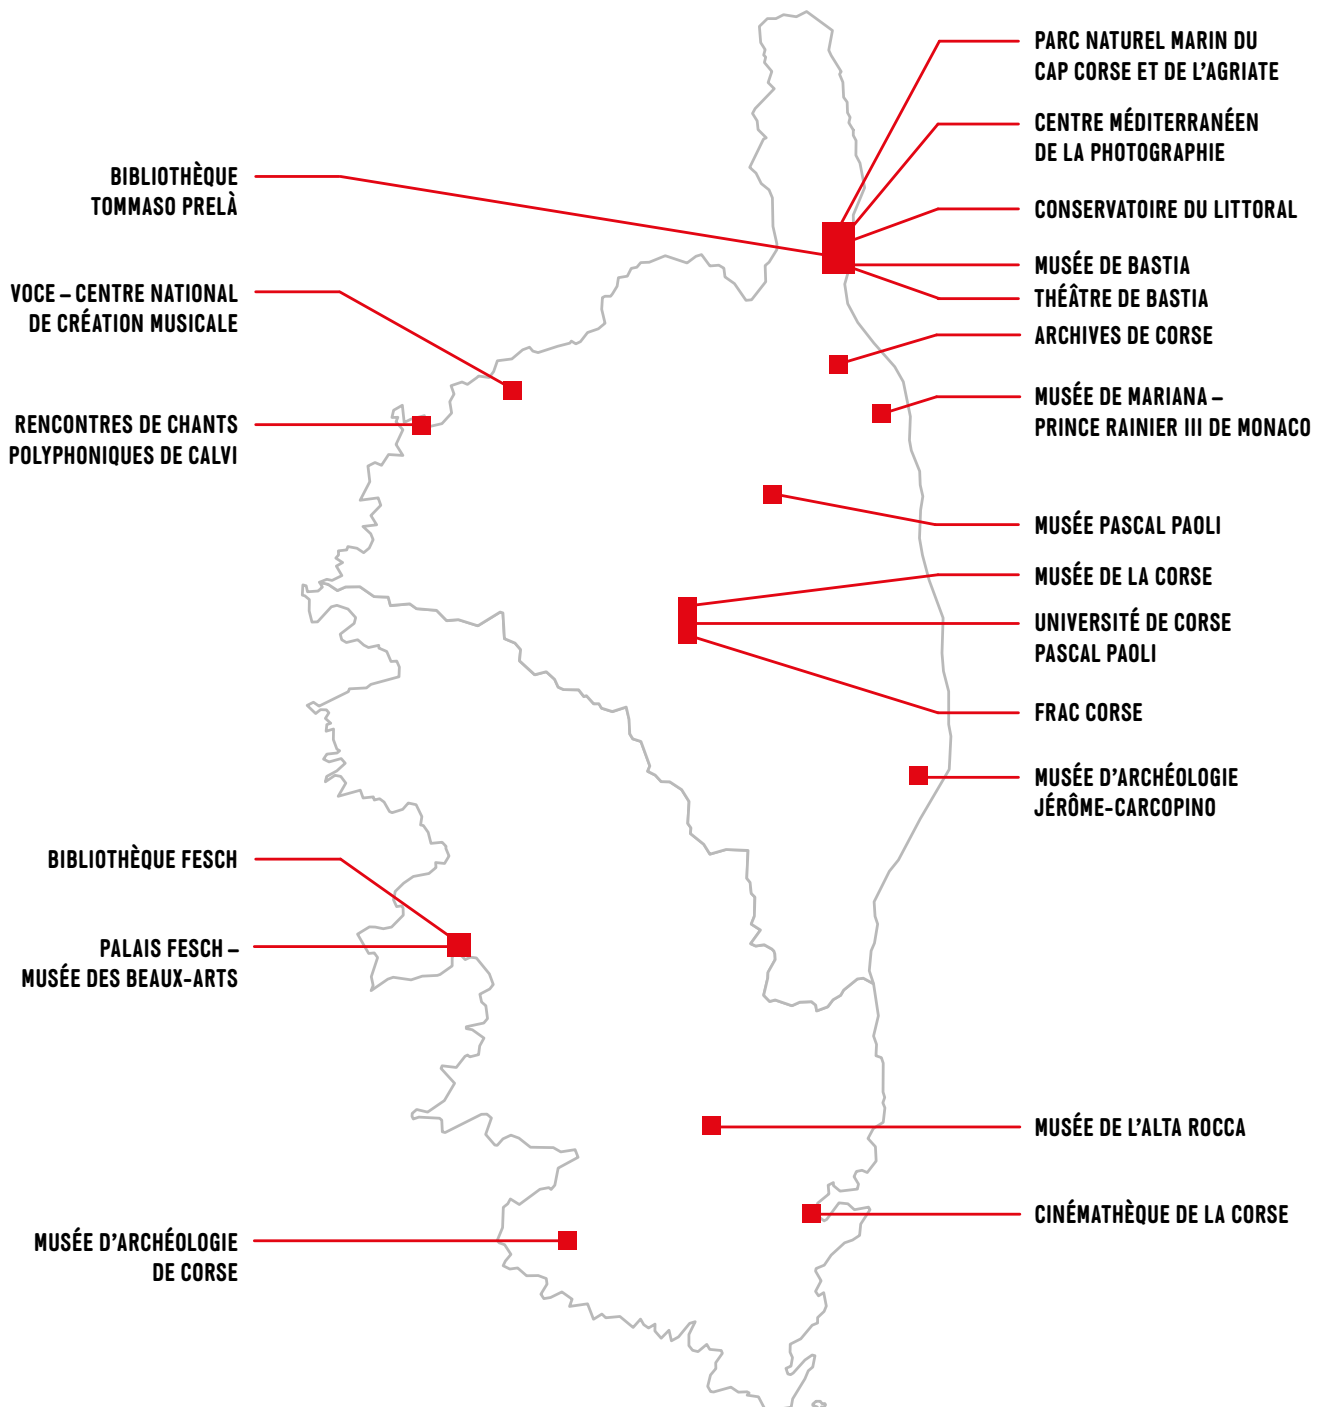 BIBLIOTHÈQUE
TOMMASO PRELÀ
VOCE – CENTRE NATIONAL
DE CRÉATION MUSICALE
RENCONTRES DE CHANTS
POLYPHONIQUES DE CALVI
BIBLIOTHÈQUE FESCH
PALAIS FESCH –
MUSÉE DES BEAUX-ARTS
MUSÉE D'ARCHÉOLOGIE
DE CORSE
PARC NATUREL MARIN DU
CAP CORSE ET DE L'AGRIATE
CENTRE MÉDITERRANÉEN
DE LA PHOTOGRAPHIE
CONSERVATOIRE DU LITTORAL
MUSÉE DE BASTIA
THÉÂTRE DE BASTIA
ARCHIVES DE CORSE
MUSÉE DE MARIANA –
PRINCE RAINIER III DE MONACO
MUSÉE PASCAL PAOLI
MUSÉE DE LA CORSE
UNIVERSITÉ DE CORSE
PASCAL PAOLI
FRAC CORSE
MUSÉE D'ARCHÉOLOGIE
JÉRÔME-CARCOPINO
MUSÉE DE L'ALTA ROCCA
CINÉMATHÈQUE DE LA CORSE